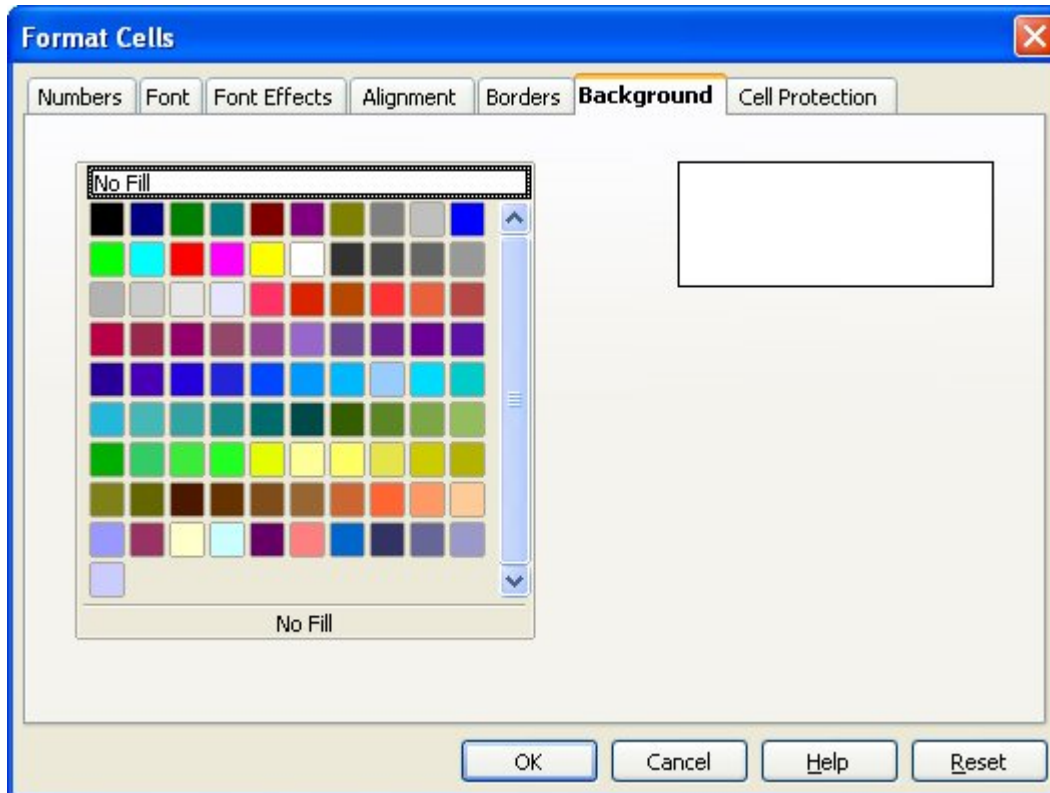 Format Cells
Numbers Font Font Effects Alignment Borders Background Cell Protection
No Fill
No Fill
OK Cancel Help Reset